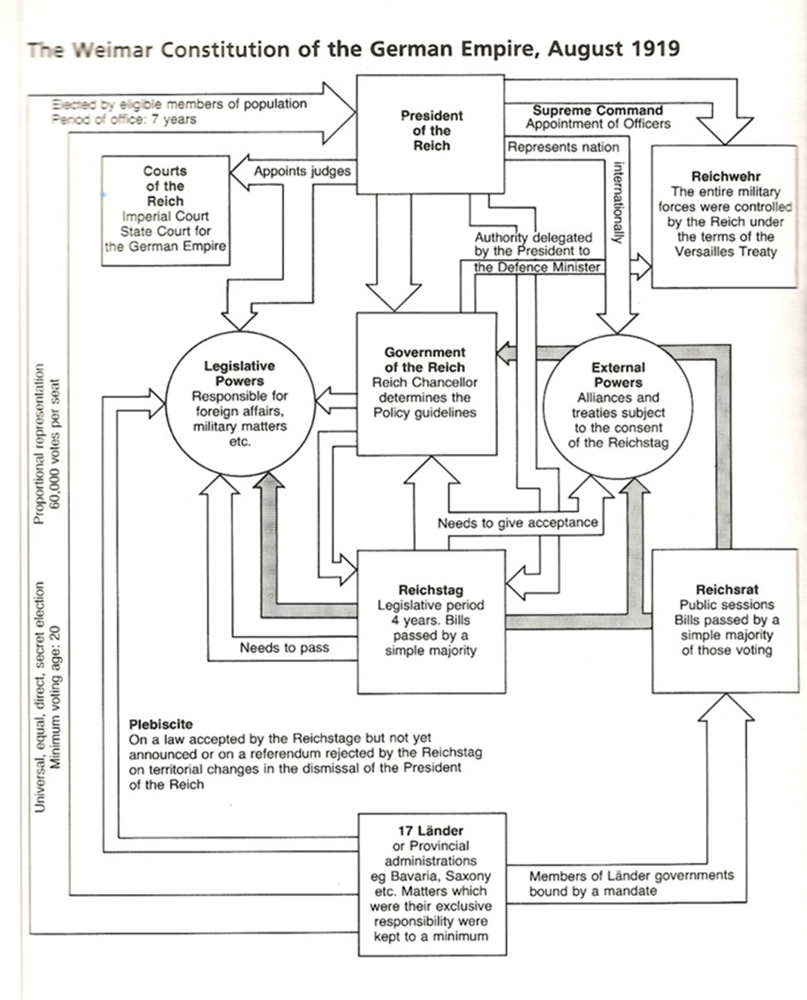 The Weimar Constitution of the German Empire, August 1919
Elected by eligible members of population
Period of office: 7 years
President
of the
Reich
Supreme Command
Appointment of Officers
Represents nation
internationally
Courts
of the
Reich
Imperial Court
State Court for
the German Empire
Appoints judges
Reichwehr
The entire military
forces were controlled
by the Reich under
the terms of the
Versailles Treaty
Authority delegated
by the President to
the Defence Minister
Legislative
Powers
Responsible for
foreign affairs,
military matters
etc.
Government
of the Reich
Reich Chancellor
determines the
Policy guidelines
External
Powers
Alliances and
treaties subject
to the consent
of the Reichstag
Proportional representation
60,000 votes per seat
Needs to give acceptance
Reichstag
Legislative period
4 years. Bills
passed by a
simple majority
Reichsrat
Public sessions
Bills passed by a
simple majority
of those voting
Needs to pass
Universal, equal, direct, secret election
Minimum voting age: 20
Plebiscite
On a law accepted by the Reichstage but not yet
announced or on a referendum rejected by the Reichstag
on territorial changes in the dismissal of the President
of the Reich
17 Länder
or Provincial
administrations
eg Bavaria, Saxony
etc. Matters which
were their exclusive
responsibility were
kept to a minimum
Members of Länder governments
bound by a mandate